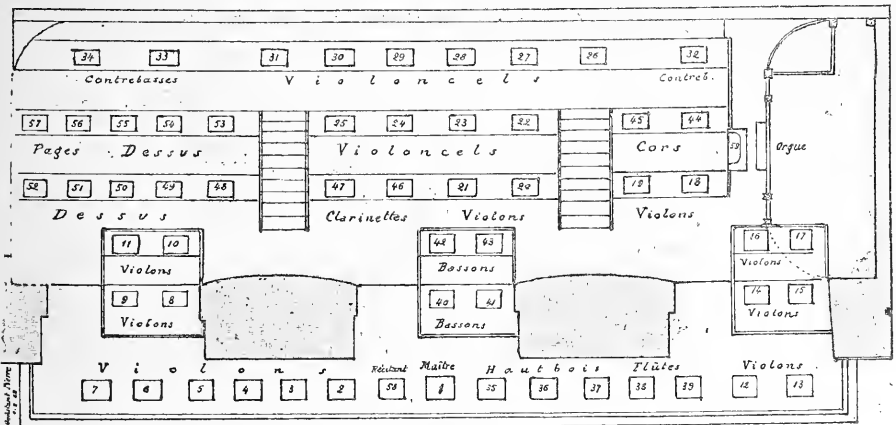 34 33 31 30 29 28 27 26 32
Contrebasses Violoncels Contreb.
57 56 55 54 53 25 24 23 22 45 44
59
Pages Dessus Violoncels Cors Orgue
52 51 50 49 48 47 46 21 20 19 18
Dessus Clarinettes Violons Violons
11 10 42 43 16 17
Violons Bassons Violons
9 8 40 41 14 15
Violons Bassons Violons
Violons Récitant Maître Hautbois Flûtes Violons
7 6 5 4 3 2 58 1 35 36 37 38 39 12 13